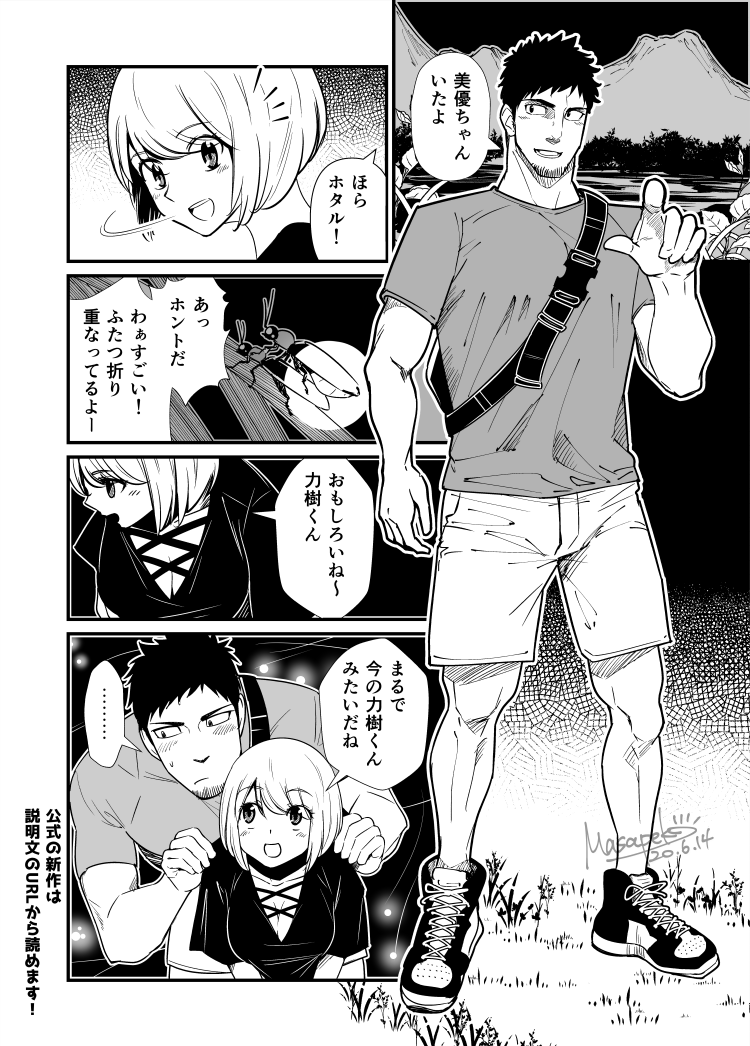 美優ちゃん
いたよ
ほら
ホタル！
あっ
ホントだ
わぁすごい！
ふたつ折り
重なってるよー
おもしろいね～
力樹くん
まるで
今の力樹くん
みたいだね
………
Masapek
20.6.14
公式の新作は
説明文のURLから読めます！